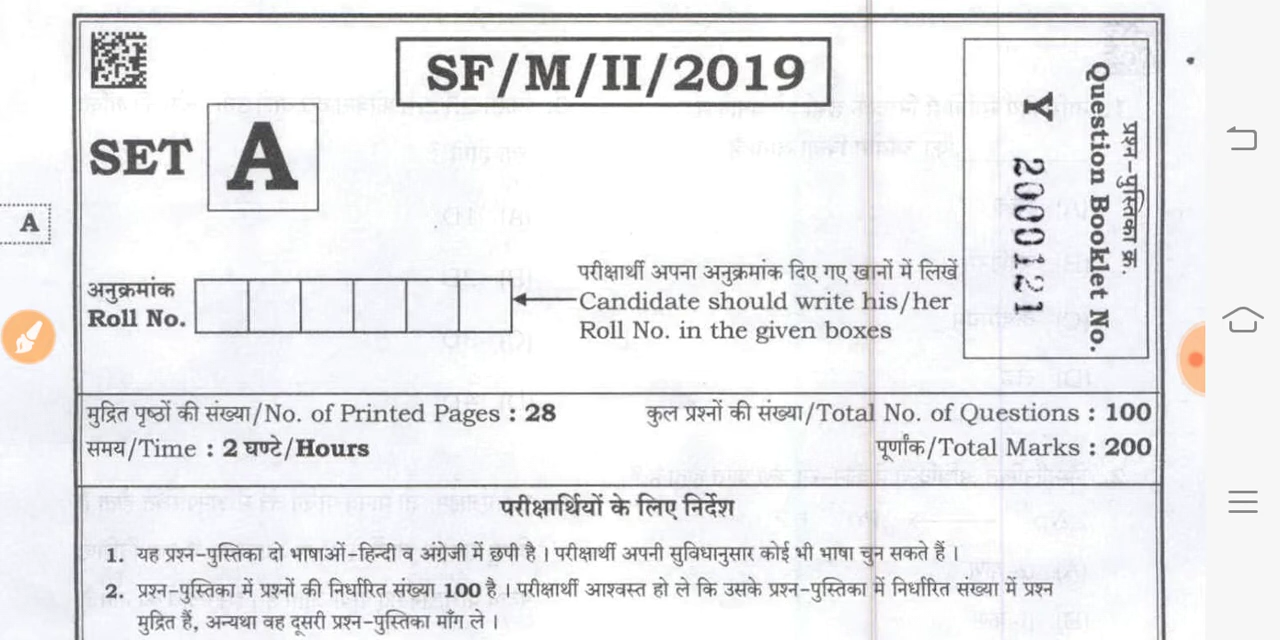 SF/M/II/2019
SET A
A
प्रश्न-पुस्तिका क्र.
Question Booklet No.
Y 2000121
अनुक्रमांक
Roll No.
परीक्षार्थी अपना अनुक्रमांक दिए गए खानों में लिखें
Candidate should write his/her
Roll No. in the given boxes
मुद्रित पृष्ठों की संख्या/No. of Printed Pages : 28
कुल प्रश्नों की संख्या/Total No. of Questions : 100
समय/Time : 2 घण्टे/Hours
पूर्णांक/Total Marks : 200
परीक्षार्थियों के लिए निर्देश
1. यह प्रश्न-पुस्तिका दो भाषाओं-हिन्दी व अंग्रेजी में छपी है। परीक्षार्थी अपनी सुविधानुसार कोई भी भाषा चुन सकते हैं।
2. प्रश्न-पुस्तिका में प्रश्नों की निर्धारित संख्या 100 है। परीक्षार्थी आश्वस्त हो ले कि उसके प्रश्न-पुस्तिका में निर्धारित संख्या में प्रश्न
मुद्रित हैं, अन्यथा वह दूसरी प्रश्न-पुस्तिका माँग ले।